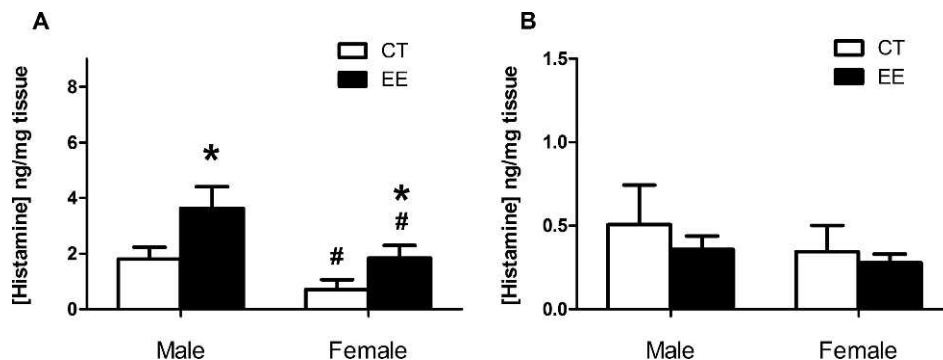 A
[Histamine] ng/mg tissue
8
6
4
2
0
CT
EE
*
*
#
#
Male
Female
B
[Histamine] ng/mg tissue
1.5
1.0
0.5
0.0
CT
EE
Male
Female